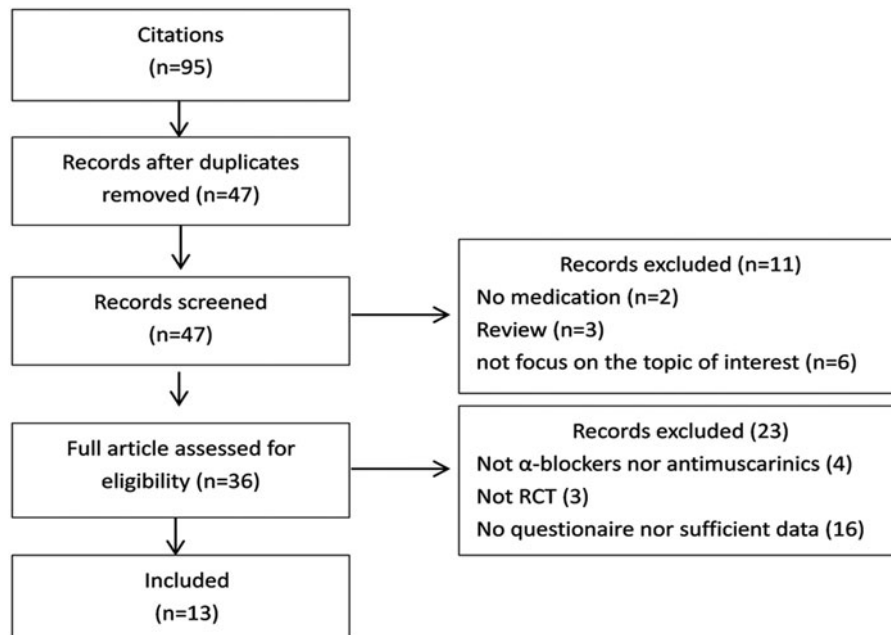 Citations
(n=95)
Records after duplicates
removed (n=47)
Records screened
(n=47)
Records excluded (n=11)
No medication (n=2)
Review (n=3)
not focus on the topic of interest (n=6)
Full article assessed for
eligibility (n=36)
Records excluded (23)
Not α-blockers nor antimuscarinics (4)
Not RCT (3)
No questionaire nor sufficient data (16)
Included
(n=13)